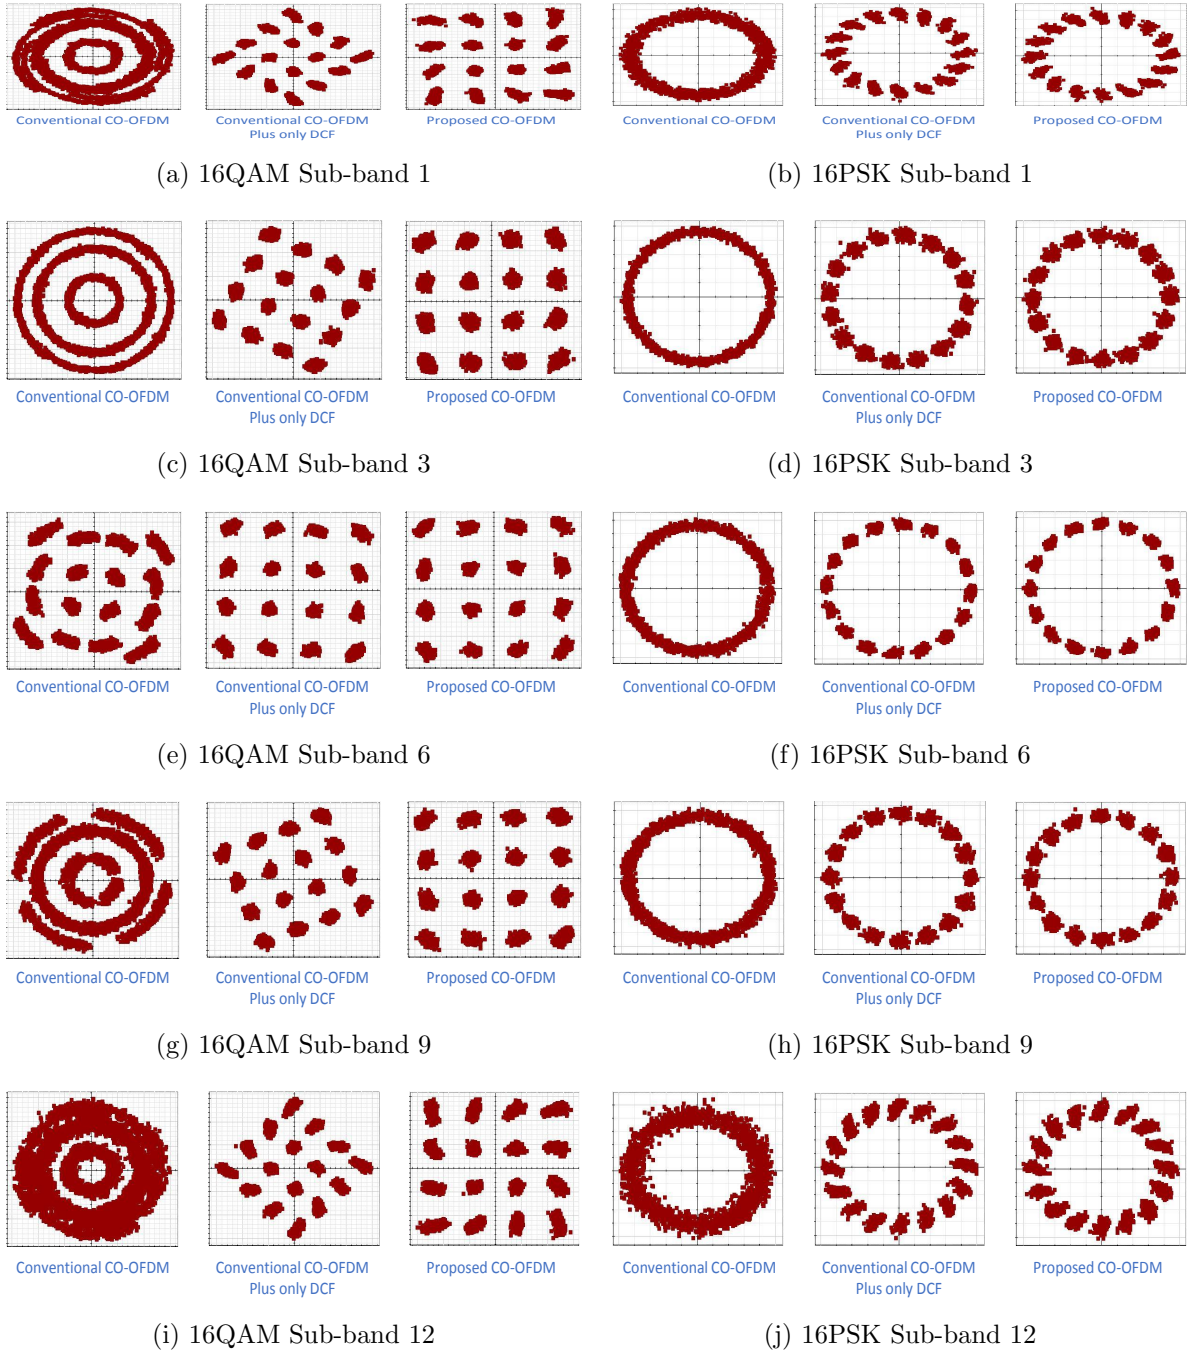 Conventional CO-OFDM
Conventional CO-OFDM
Plus only DCF
Proposed CO-OFDM
Conventional CO-OFDM
Conventional CO-OFDM
Plus only DCF
Proposed CO-OFDM
(a) 16QAM Sub-band 1
(b) 16PSK Sub-band 1
Conventional CO-OFDM
Conventional CO-OFDM
Plus only DCF
Proposed CO-OFDM
Conventional CO-OFDM
Conventional CO-OFDM
Plus only DCF
Proposed CO-OFDM
(c) 16QAM Sub-band 3
(d) 16PSK Sub-band 3
Conventional CO-OFDM
Conventional CO-OFDM
Plus only DCF
Proposed CO-OFDM
Conventional CO-OFDM
Conventional CO-OFDM
Plus only DCF
Proposed CO-OFDM
(e) 16QAM Sub-band 6
(f) 16PSK Sub-band 6
Conventional CO-OFDM
Conventional CO-OFDM
Plus only DCF
Proposed CO-OFDM
Conventional CO-OFDM
Conventional CO-OFDM
Plus only DCF
Proposed CO-OFDM
(g) 16QAM Sub-band 9
(h) 16PSK Sub-band 9
Conventional CO-OFDM
Conventional CO-OFDM
Plus only DCF
Proposed CO-OFDM
Conventional CO-OFDM
Conventional CO-OFDM
Plus only DCF
Proposed CO-OFDM
(i) 16QAM Sub-band 12
(j) 16PSK Sub-band 12